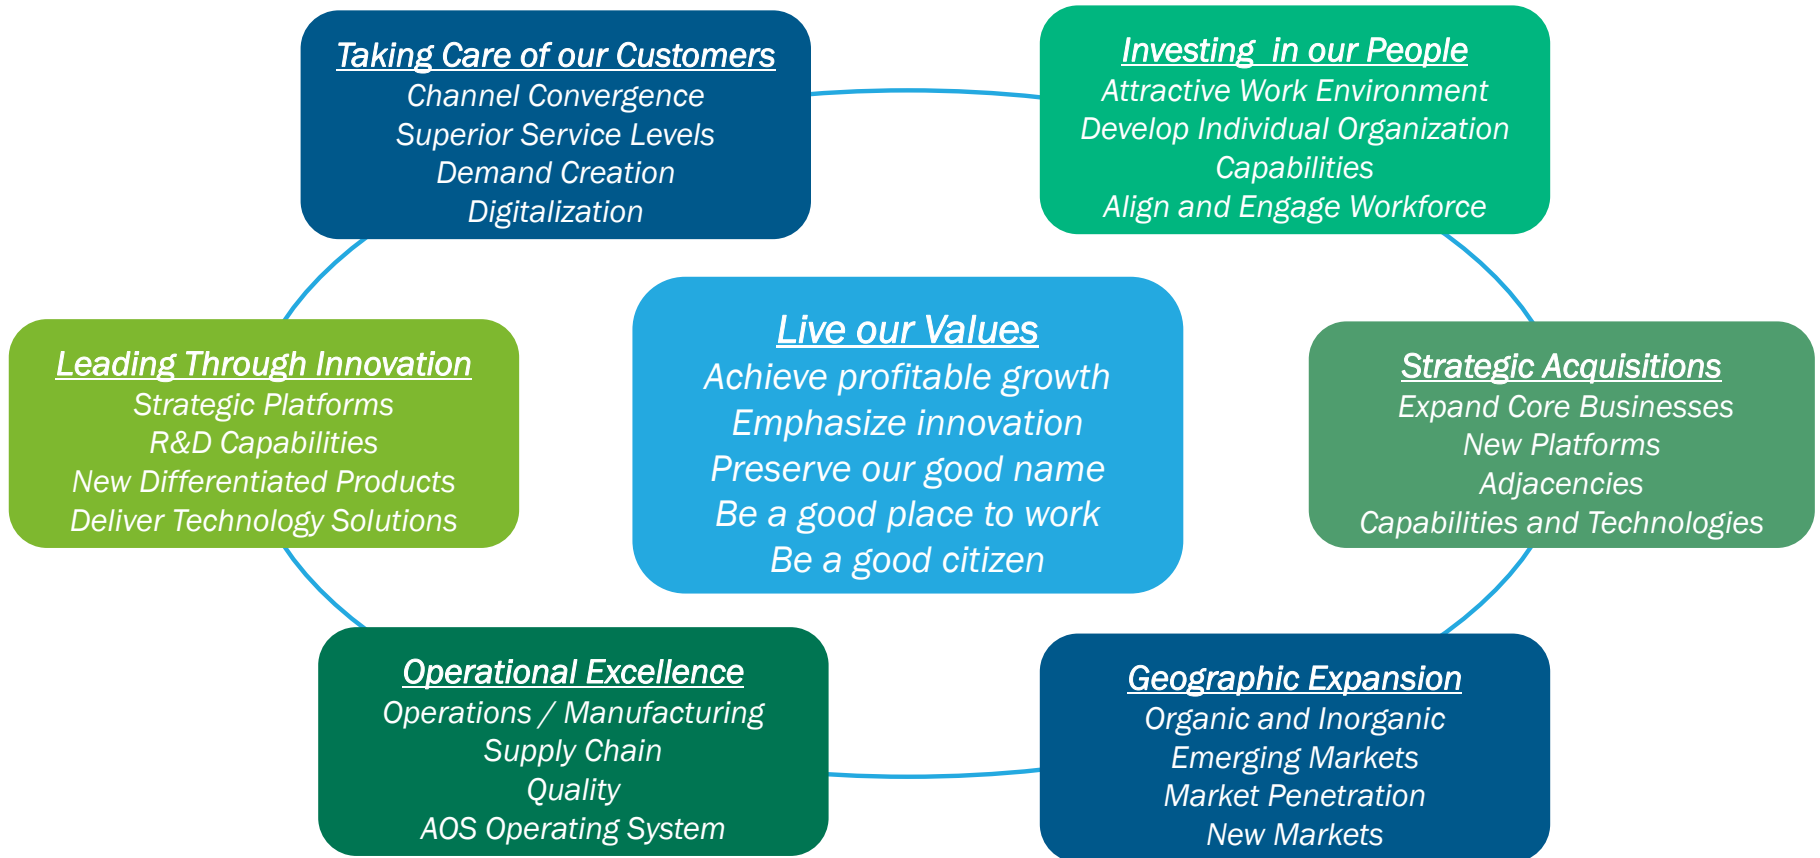 Taking Care of our Customers
Channel Convergence
Superior Service Levels
Demand Creation
Digitalization
Investing in our People
Attractive Work Environment
Develop Individual Organization
Capabilities
Align and Engage Workforce
Leading Through Innovation
Strategic Platforms
R&D Capabilities
New Differentiated Products
Deliver Technology Solutions
Live our Values
Achieve profitable growth
Emphasize innovation
Preserve our good name
Be a good place to work
Be a good citizen
Strategic Acquisitions
Expand Core Businesses
New Platforms
Adjacencies
Capabilities and Technologies
Operational Excellence
Operations / Manufacturing
Supply Chain
Quality
AOS Operating System
Geographic Expansion
Organic and Inorganic
Emerging Markets
Market Penetration
New Markets